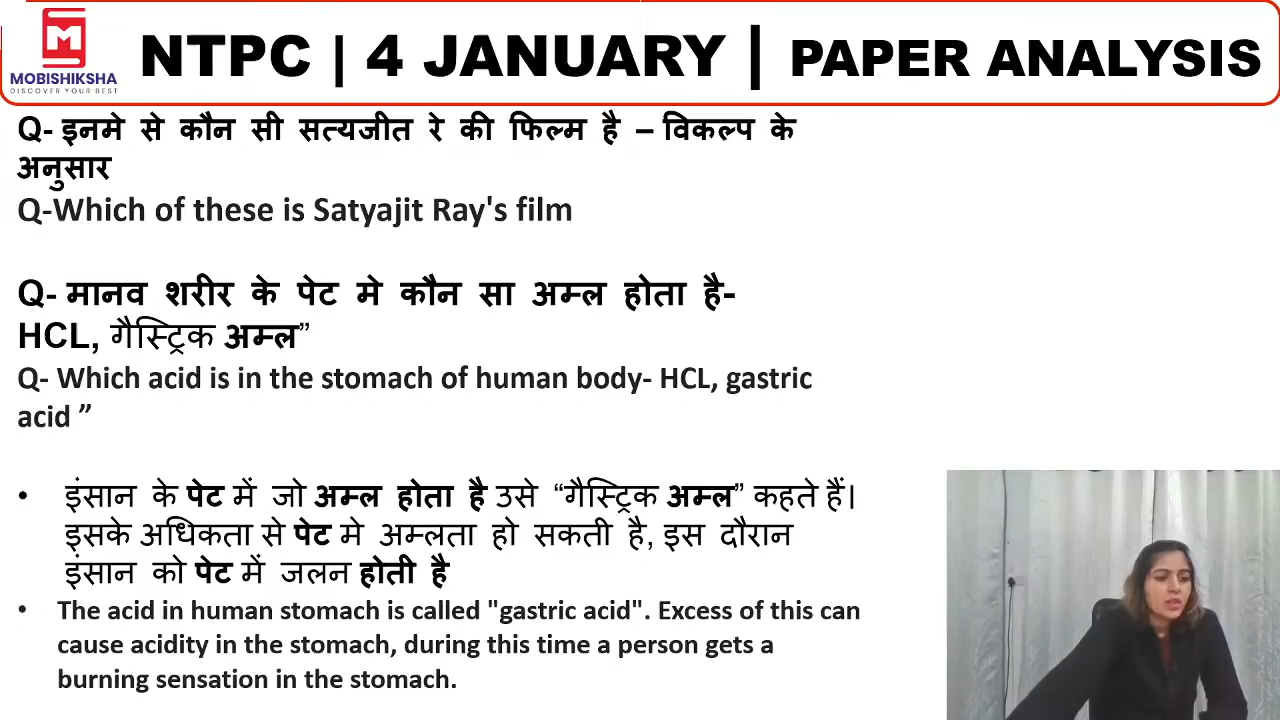 MOBISHIKSHA
DISCOVER YOUR BEST
NTPC | 4 JANUARY | PAPER ANALYSIS
Q- इनमे से कौन सी सत्यजीत रे की फिल्म है – विकल्प के
अनुसार
Q-Which of these is Satyajit Ray's film
Q- मानव शरीर के पेट मे कौन सा अम्ल होता है-
HCL, गैस्ट्रिक अम्ल”
Q- Which acid is in the stomach of human body- HCL, gastric
acid ”
• इंसान के पेट में जो अम्ल होता है उसे “गैस्ट्रिक अम्ल” कहते हैं।
इसके अधिकता से पेट मे अम्लता हो सकती है, इस दौरान
इंसान को पेट में जलन होती है
• The acid in human stomach is called "gastric acid". Excess of this can
cause acidity in the stomach, during this time a person gets a
burning sensation in the stomach.